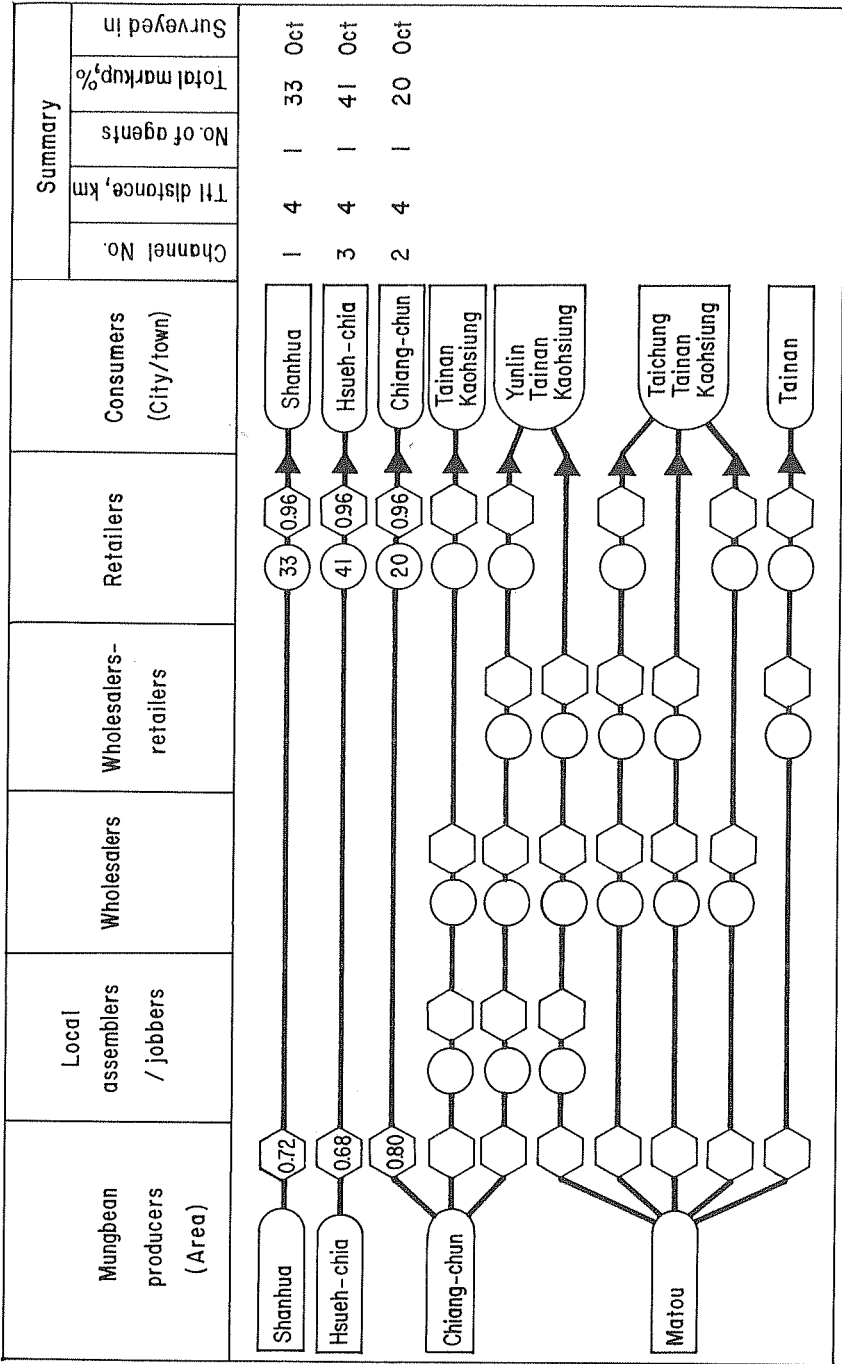 Mungbean
producers
(Area)
Local
assemblers
/ jobbers
Wholesalers
Wholesalers-
retailers
Retailers
Consumers
(City/town)
Summary
Channel No.
Ttl distance, km
No. of agents
Total markup,%
Surveyed in
Shanhua
0.72
33
0.96
Shanhua
1
4
1
33
Oct
Hsueh-chia
0.68
41
0.96
Hsueh-chia
3
4
1
41
Oct
Chiang-chun
0.80
20
0.96
Chiang-chun
2
4
1
20
Oct
Tainan
Kaohsiung
Yunlin
Tainan
Kaohsiung
Matou
Taichung
Tainan
Kaohsiung
Tainan